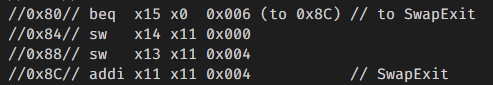 //0x80// beq  x15 x0  0x006 (to 0x8C) // to SwapExit
//0x84// sw   x14 x11 0x000
//0x88// sw   x13 x11 0x004
//0x8C// addi x11 x11 0x004           // SwapExit